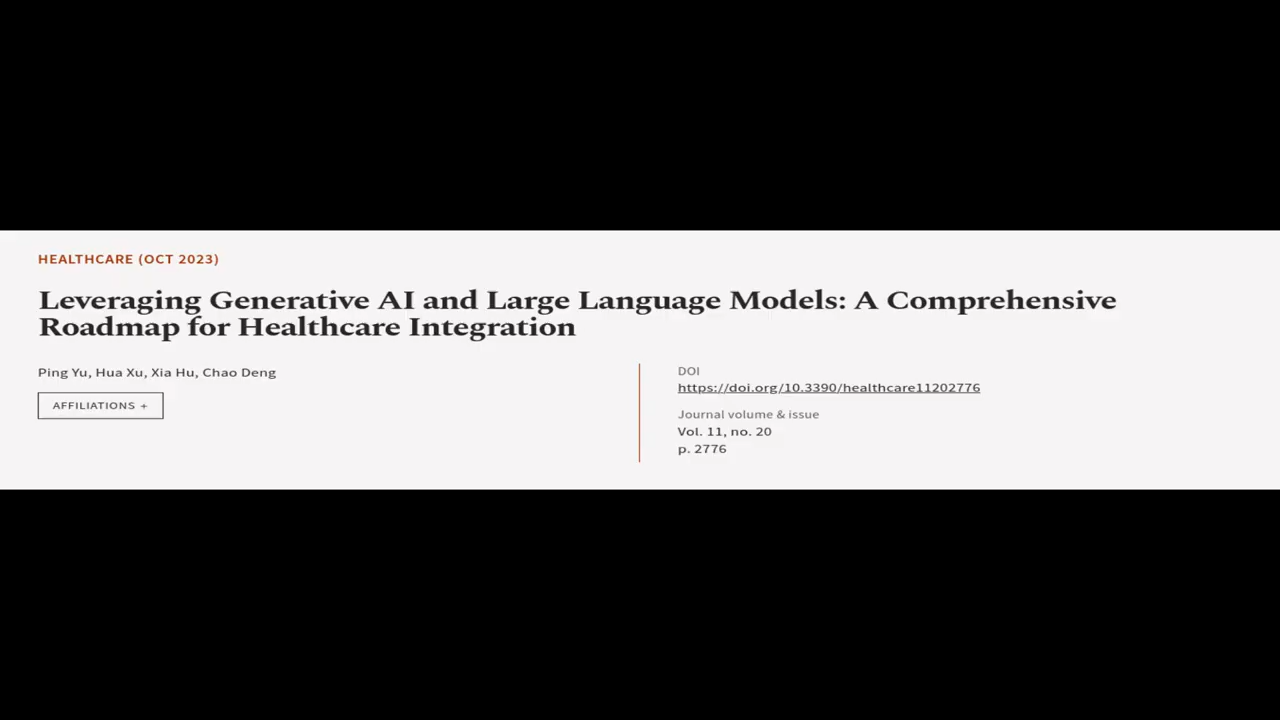 HEALTHCARE (OCT 2023)
Leveraging Generative AI and Large Language Models: A Comprehensive
Roadmap for Healthcare Integration
Ping Yu, Hua Xu, Xia Hu, Chao Deng
AFFILIATIONS +
DOI
https://doi.org/10.3390/healthcare11202776
Journal volume & issue
Vol. 11, no. 20
p. 2776